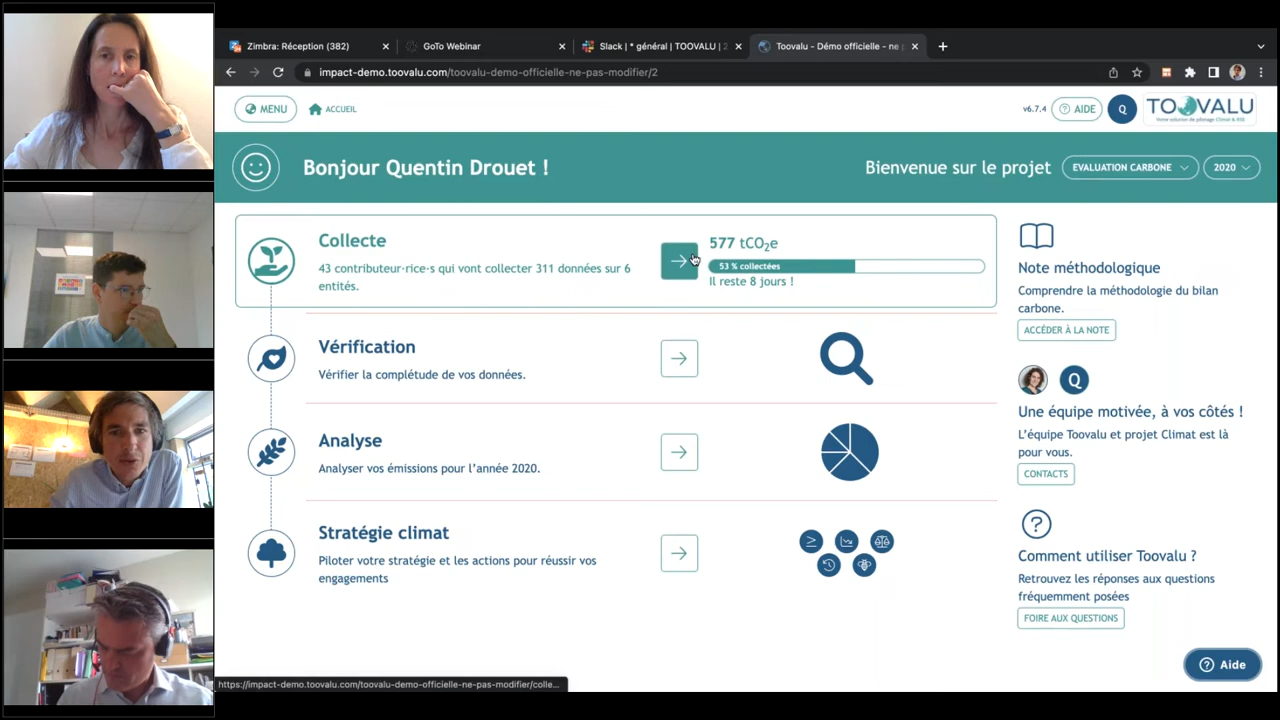 Zimbra: Réception (382)
GoTo Webinar
Slack | * général | TOOVALU | 2
Toovalu - Démo officielle - ne p
impact-demo.toovalu.com/toovalu-demo-officielle-ne-pas-modifier/2
MENU
ACCUEIL
v6.7.4
AIDE
Q
TOOVALU
Votre solution de pilotage Climat & RSE
Bonjour Quentin Drouet !
Bienvenue sur le projet
EVALUATION CARBONE
2020
Collecte
43 contributeur·rice·s qui vont collecter 311 données sur 6
entités.
577 tCO₂e
53 % collectées
Il reste 8 jours !
Vérification
Vérifier la complétude de vos données.
Analyse
Analyser vos émissions pour l'année 2020.
Stratégie climat
Piloter votre stratégie et les actions pour réussir vos
engagements
Note méthodologique
Comprendre la méthodologie du bilan
carbone.
ACCÉDER À LA NOTE
Q
Une équipe motivée, à vos côtés !
L'équipe Toovalu et projet Climat est là
pour vous.
CONTACTS
Comment utiliser Toovalu ?
Retrouvez les réponses aux questions
fréquemment posées
FOIRE AUX QUESTIONS
Aide
https://impact-demo.toovalu.com/toovalu-demo-officielle-ne-pas-modifier/colle...